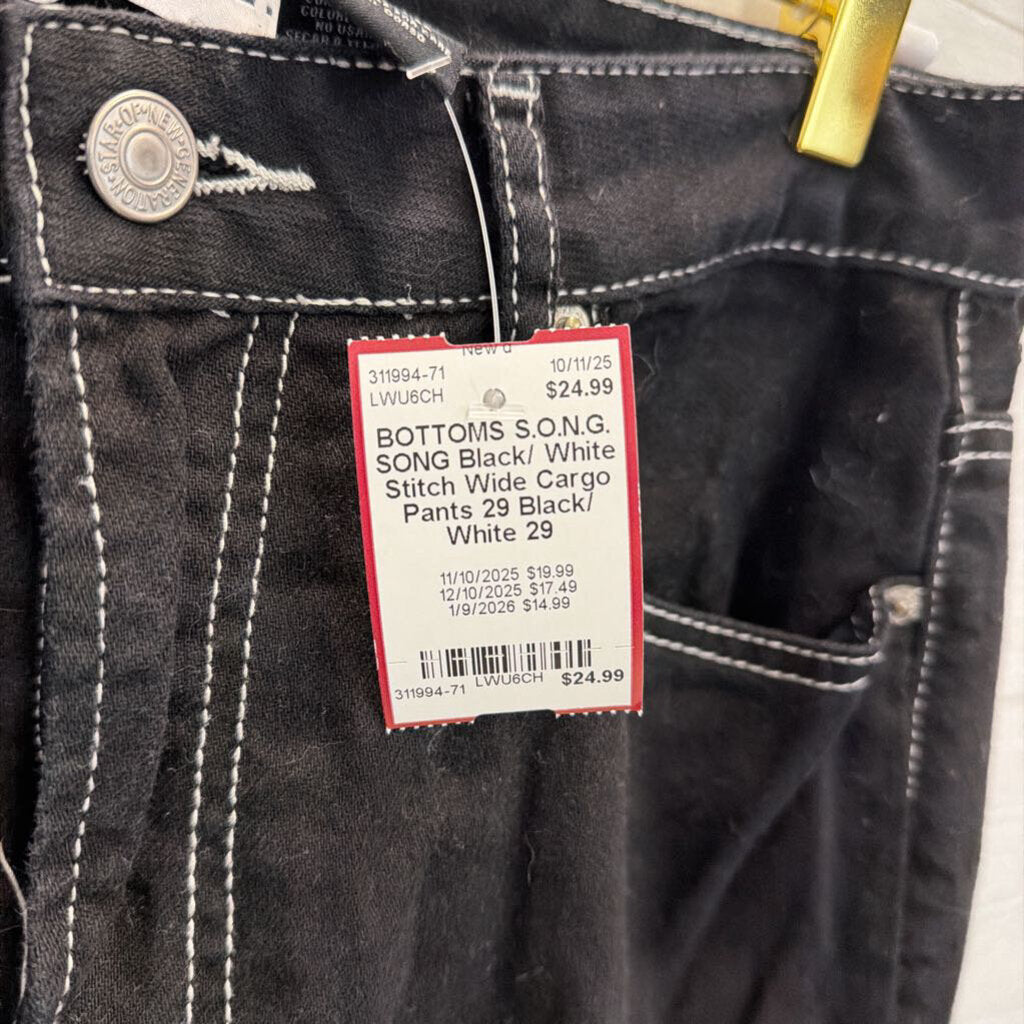 SECAR A
STAR•OF•NEW•GENERATION
New d
311994-71
10/11/25
LWU6CH
$24.99
BOTTOMS S.O.N.G.
SONG Black/ White
Stitch Wide Cargo
Pants 29 Black/
White 29
11/10/2025 $19.99
12/10/2025 $17.49
1/9/2026 $14.99
311994-71
LWU6CH
$24.99